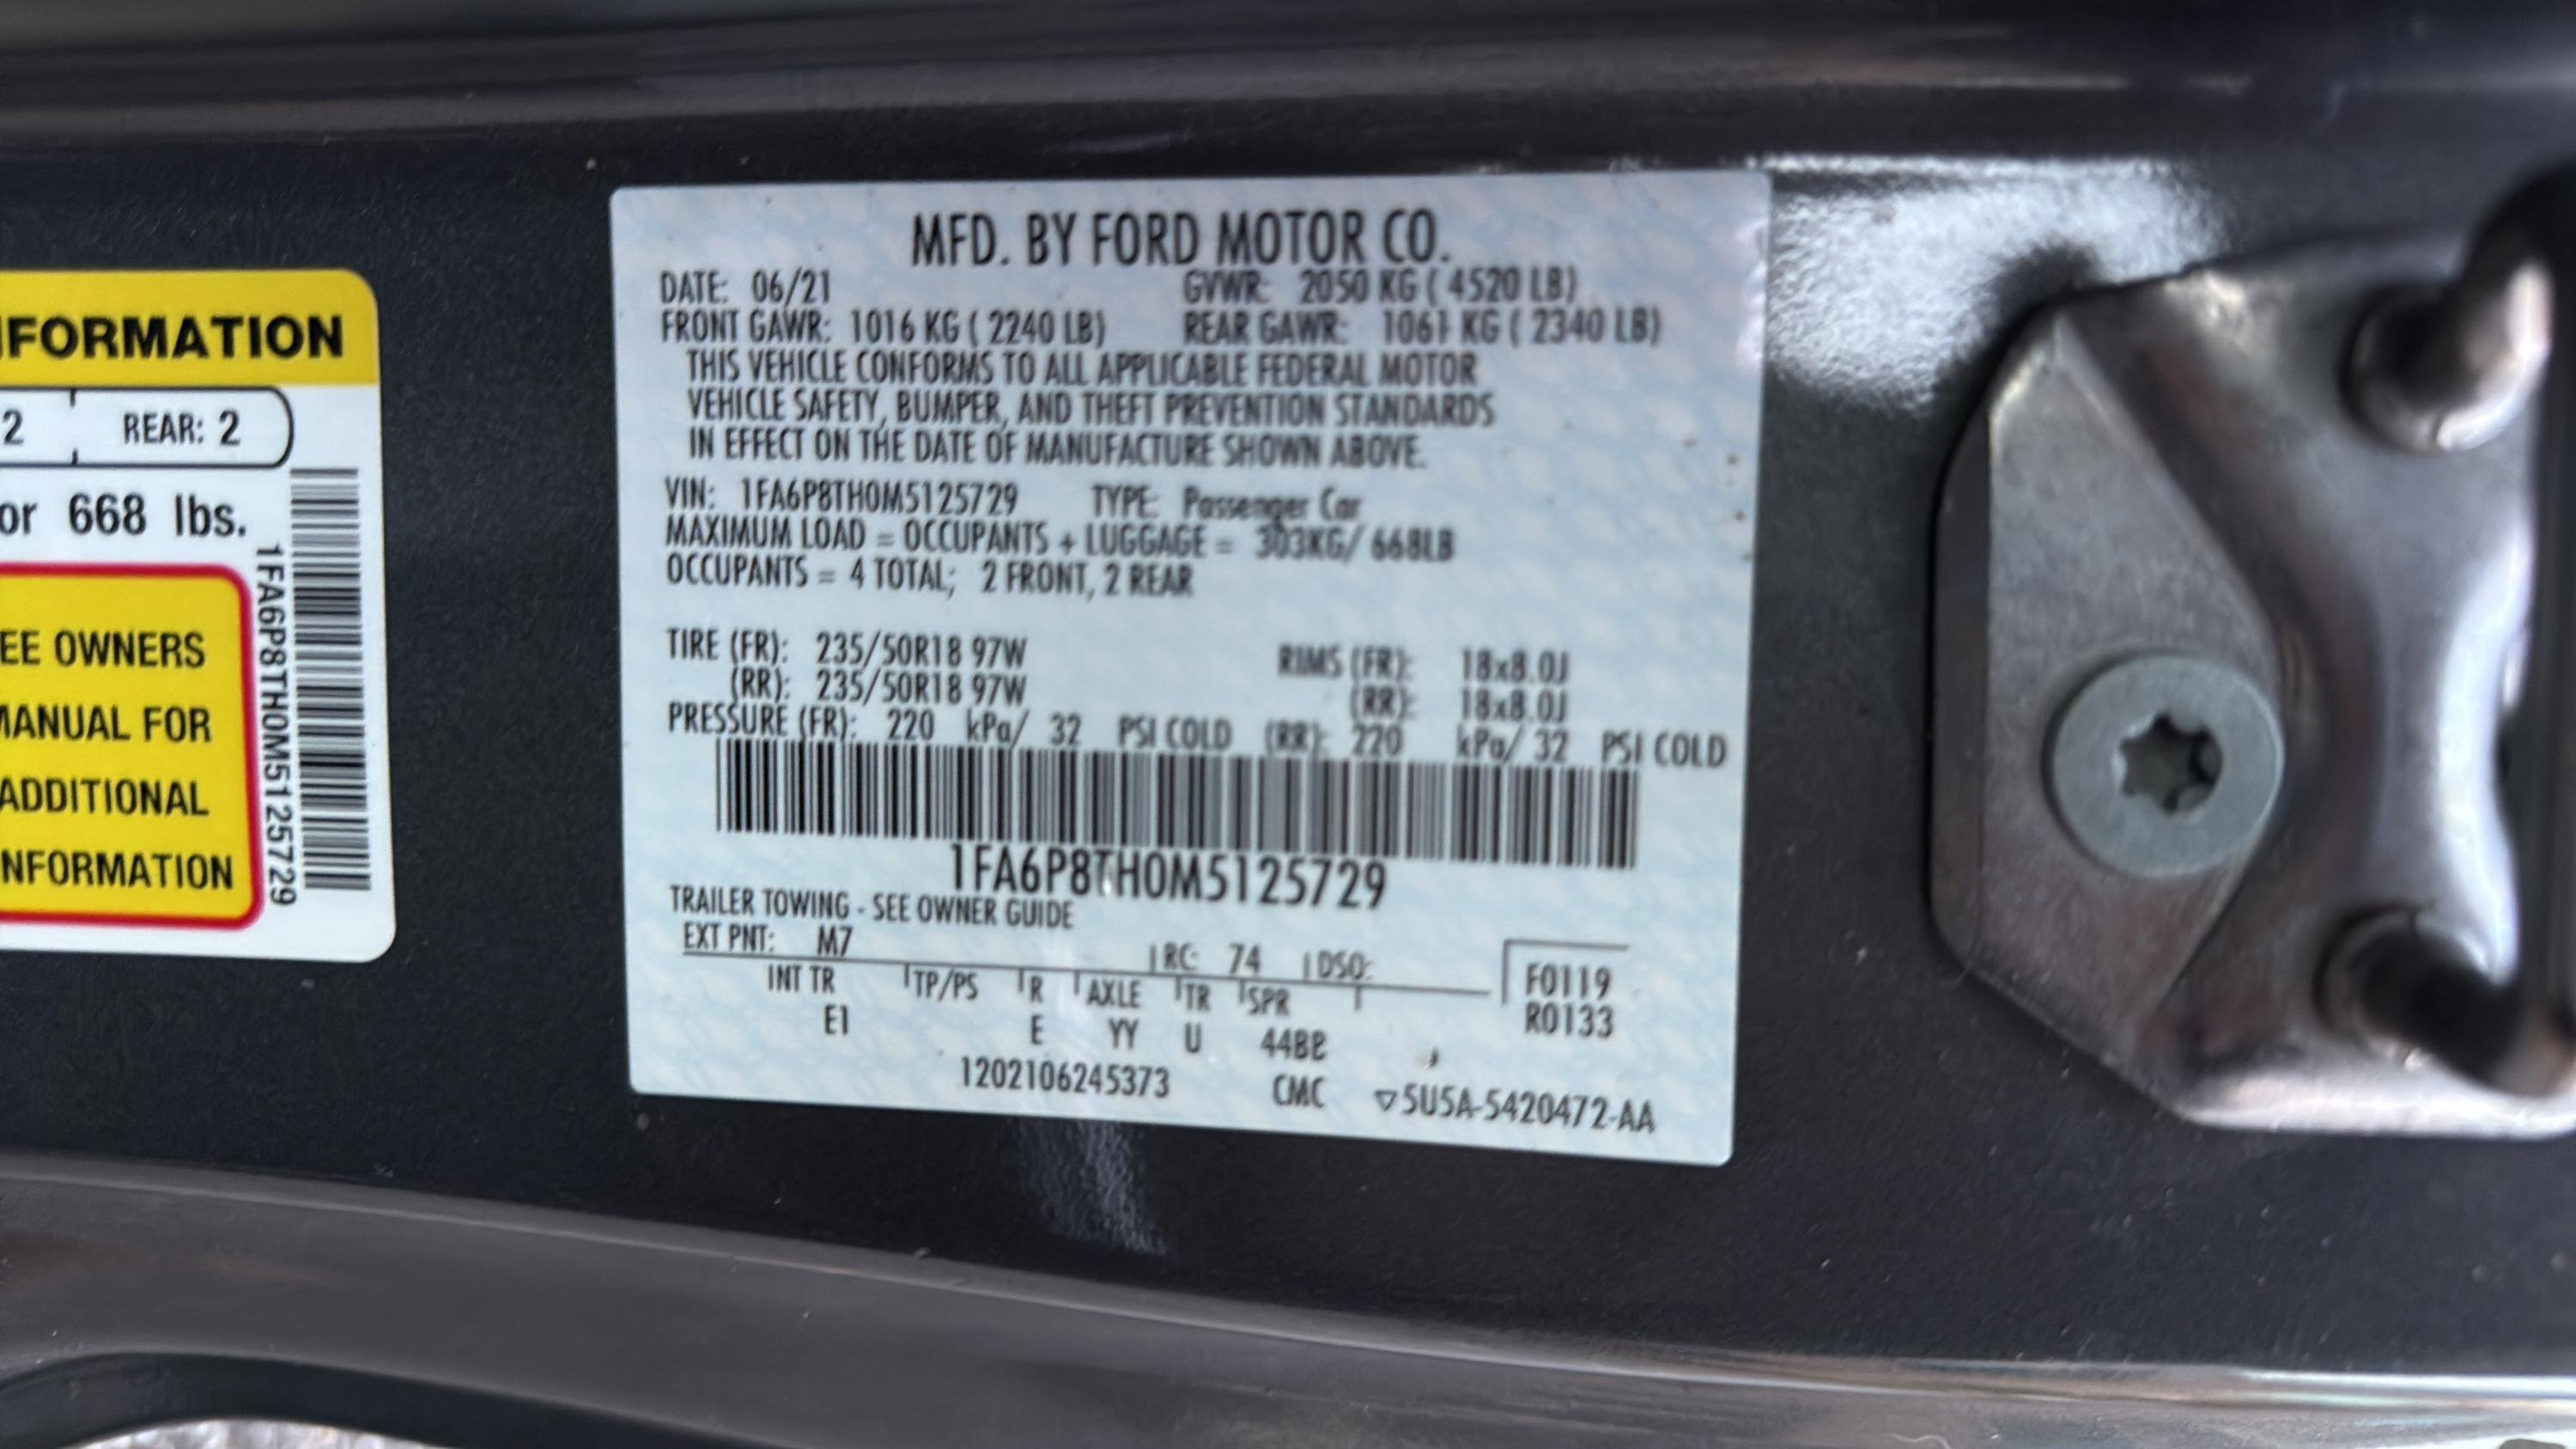 NFORMATION
2 REAR: 2
or 668 lbs.
EE OWNERS
MANUAL FOR
ADDITIONAL
NFORMATION
1FA6P8TH0M5125729
MFD. BY FORD MOTOR CO.
DATE: 06/21 GVWR: 2050 KG ( 4520 LB)
FRONT GAWR: 1016 KG ( 2240 LB) REAR GAWR: 1061 KG ( 2340 LB)
THIS VEHICLE CONFORMS TO ALL APPLICABLE FEDERAL MOTOR
VEHICLE SAFETY, BUMPER, AND THEFT PREVENTION STANDARDS
IN EFFECT ON THE DATE OF MANUFACTURE SHOWN ABOVE.
VIN: 1FA6P8TH0M5125729 TYPE: Passenger Car
MAXIMUM LOAD = OCCUPANTS + LUGGAGE = 303KG/ 668LB
OCCUPANTS = 4 TOTAL; 2 FRONT, 2 REAR
TIRE (FR): 235/50R18 97W RIMS (FR): 18x8.0J
(RR): 235/50R18 97W (RR): 18x8.0J
PRESSURE (FR): 220 kPa/ 32 PSI COLD (RR): 220 kPa/ 32 PSI COLD
1FA6P8TH0M5125729
TRAILER TOWING - SEE OWNER GUIDE
EXT PNT: M7 RC: 74 DSO:
INT TR TP/PS R AXLE TR SPR F0119
E1 E YY U 44BB R0133
1202106245373 CMC ▽5U5A-5420472-AA